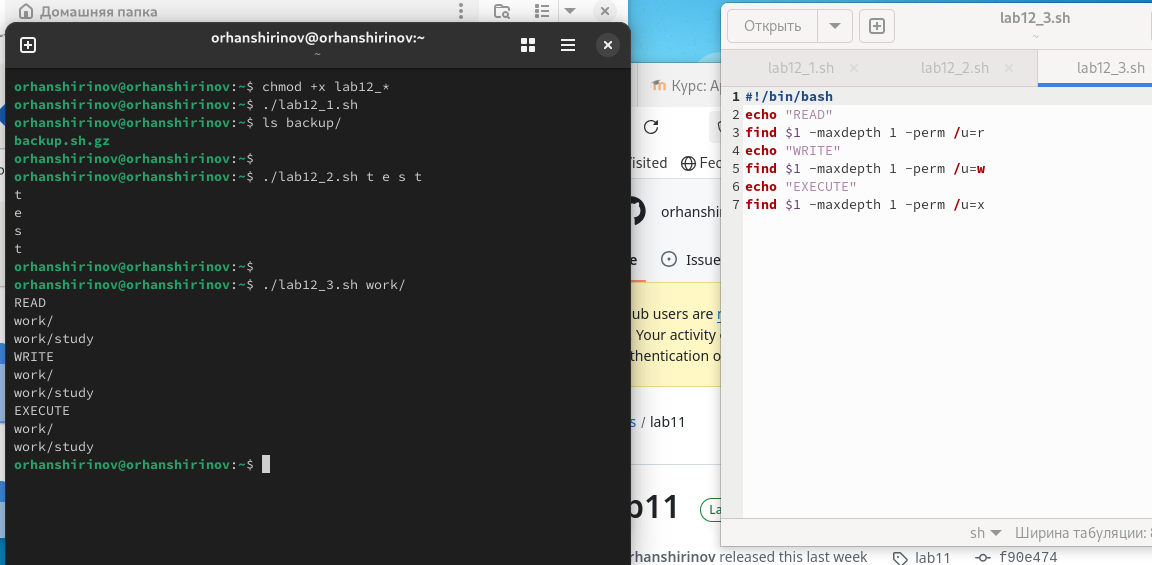 Домашняя папка
orhanshirinov@orhanshirinov:~
~
orhanshirinov@orhanshirinov:~$ chmod +x lab12_*
orhanshirinov@orhanshirinov:~$ ./lab12_1.sh
orhanshirinov@orhanshirinov:~$ ls backup/
backup.sh.gz
orhanshirinov@orhanshirinov:~$
orhanshirinov@orhanshirinov:~$ ./lab12_2.sh t e s t
t
e
s
t
orhanshirinov@orhanshirinov:~$
orhanshirinov@orhanshirinov:~$ ./lab12_3.sh work/
READ
work/
work/study
WRITE
work/
work/study
EXECUTE
work/
work/study
orhanshirinov@orhanshirinov:~$
Курс: А
isited Fec
orhanshir
e Issue
ub users are
. Your activity
thentication o
s / lab11
b11 La
rhanshirinov released this last week lab11 f90e474
Открыть lab12_3.sh
~
lab12_1.sh × lab12_2.sh × lab12_3.sh
1 #!/bin/bash
2 echo "READ"
3 find $1 -maxdepth 1 -perm /u=r
4 echo "WRITE"
5 find $1 -maxdepth 1 -perm /u=w
6 echo "EXECUTE"
7 find $1 -maxdepth 1 -perm /u=x
sh Ширина табуляции: